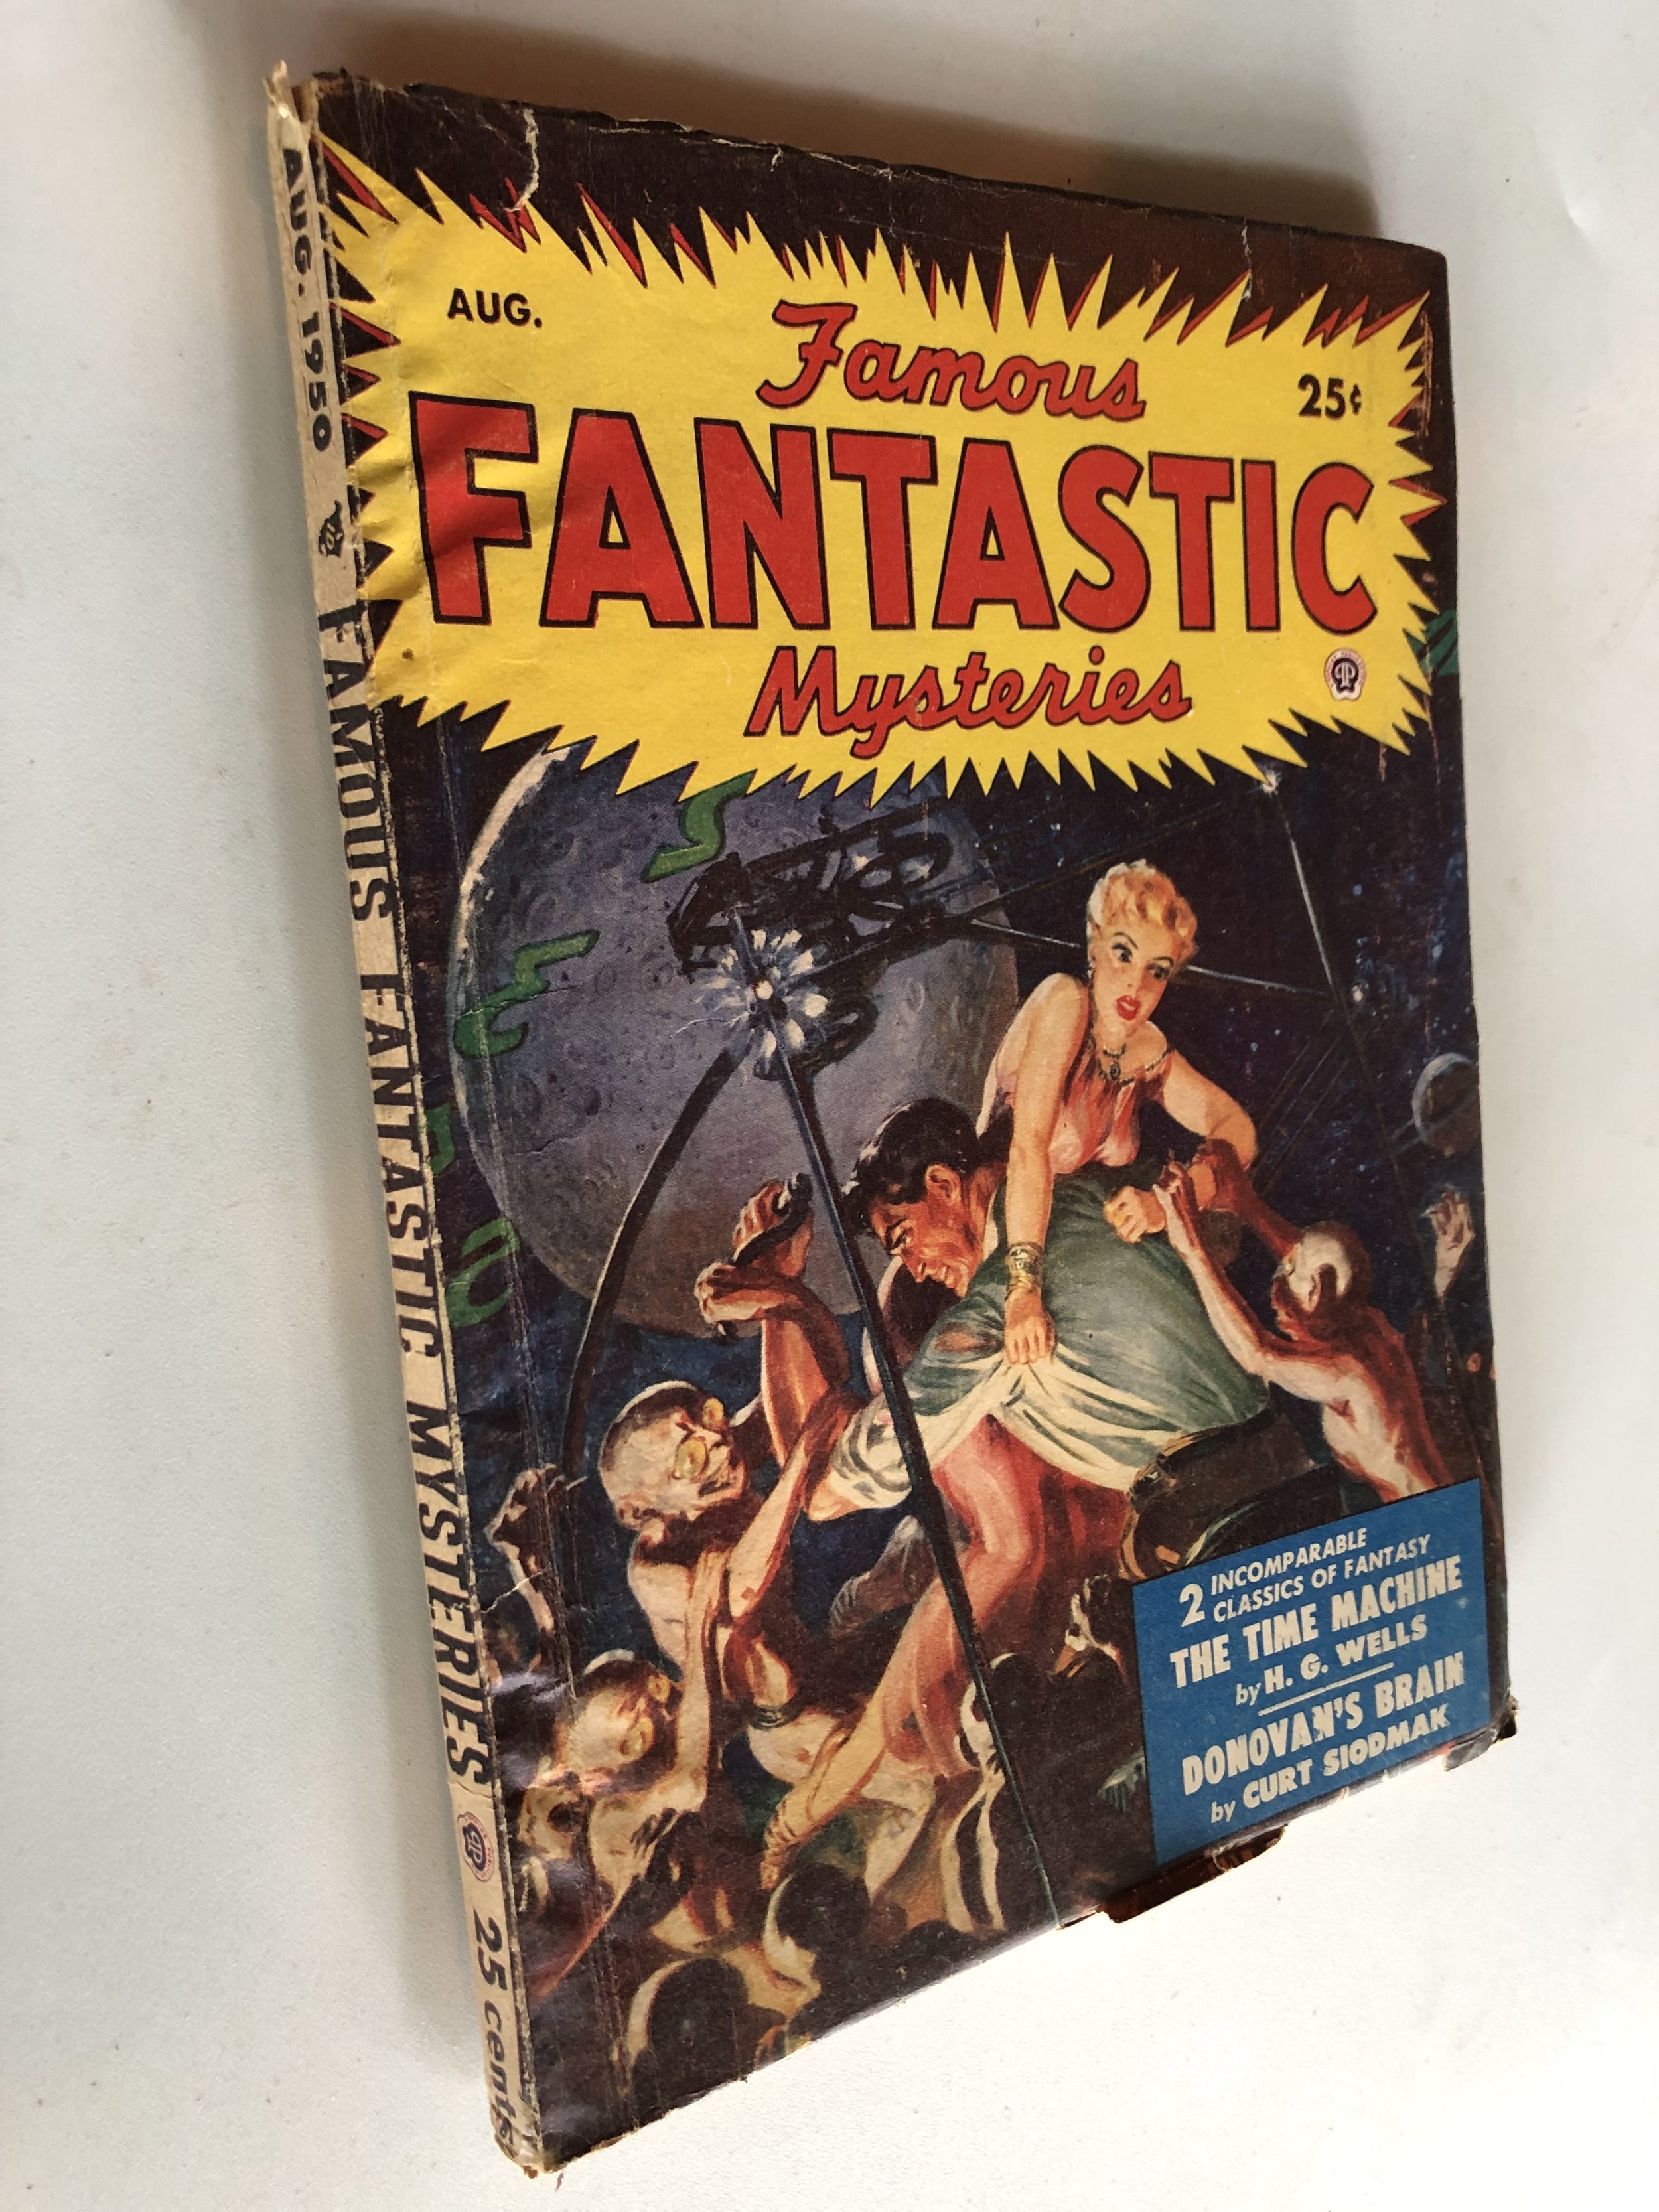 AUG. 1950 FAMOUS FANTASTIC MYSTERIES 25 cents
AUG.
Famous
25¢
FANTASTIC
Mysteries
2 INCOMPARABLE
CLASSICS OF FANTASY
THE TIME MACHINE
by H. G. WELLS
DONOVAN'S BRAIN
by CURT SIODMAK